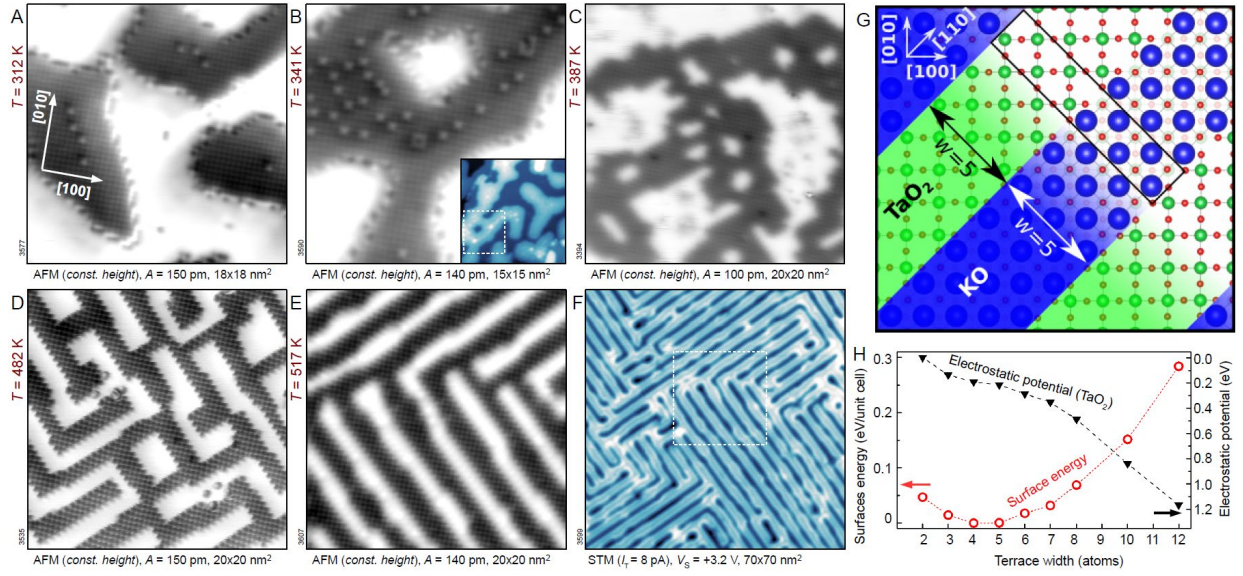 A
T = 312 K
[010]
[100]
3577
AFM (const. height), A = 150 pm, 18x18 nm²
B
T = 341 K
3590
AFM (const. height), A = 140 pm, 15x15 nm²
C
T = 387 K
3394
AFM (const. height), A = 100 pm, 20x20 nm²
D
T = 482 K
3535
AFM (const. height), A = 150 pm, 20x20 nm²
E
T = 517 K
3607
AFM (const. height), A = 140 pm, 20x20 nm²
F
3599
STM (I_T = 8 pA), V_S = +3.2 V, 70x70 nm²
G
[010]
[110]
[100]
w=5
TaO₂
w=5
KO
H
Surfaces energy (eV/unit cell)
0.3
0.2
0.1
0
Electrostatic potential (TaO₂)
Surface energy
0.0
0.2
0.4
0.6
0.8
1.0
1.2
Electrostatic potential (eV)
2 3 4 5 6 7 8 9 10 11 12
Terrace width (atoms)